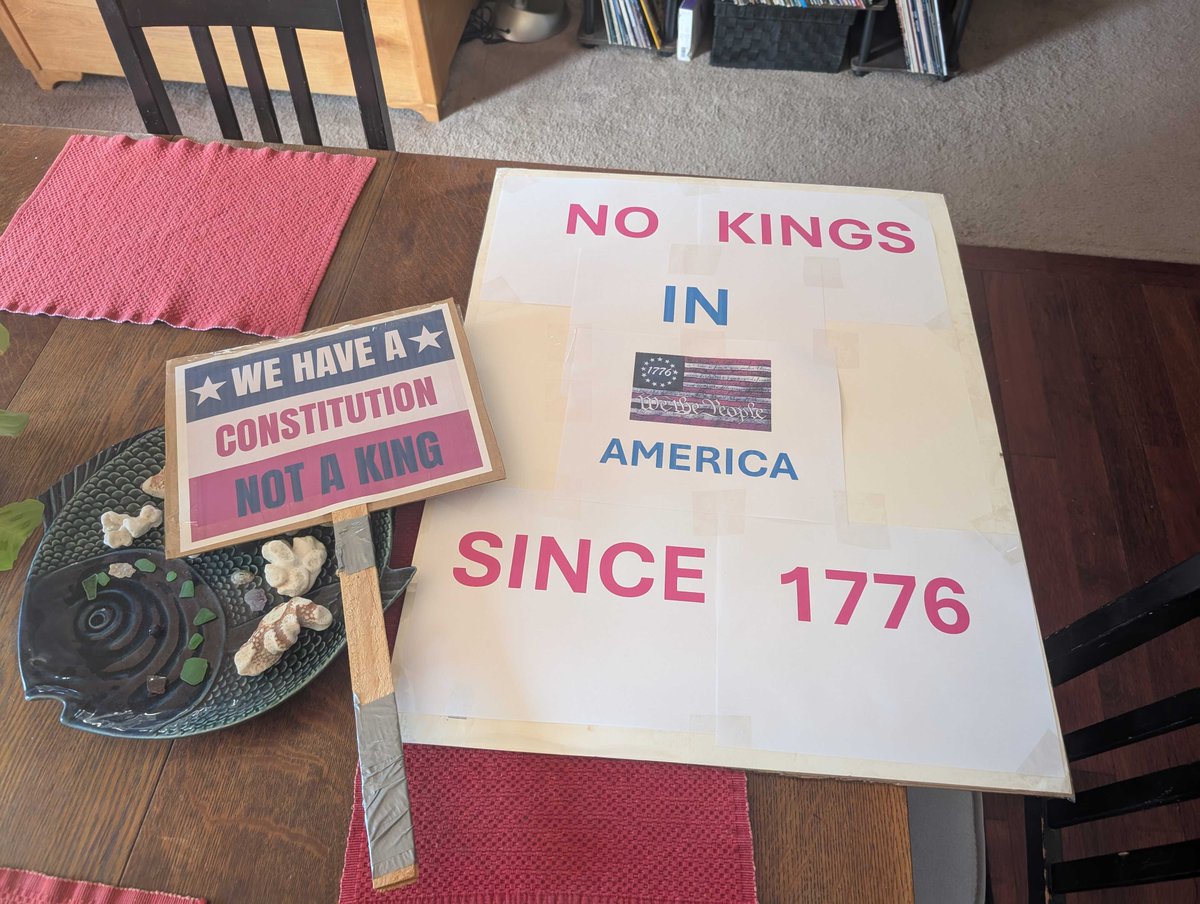 WE HAVE A
CONSTITUTION
NOT A KING
NO KINGS
IN
1776
We the People
AMERICA
SINCE 1776